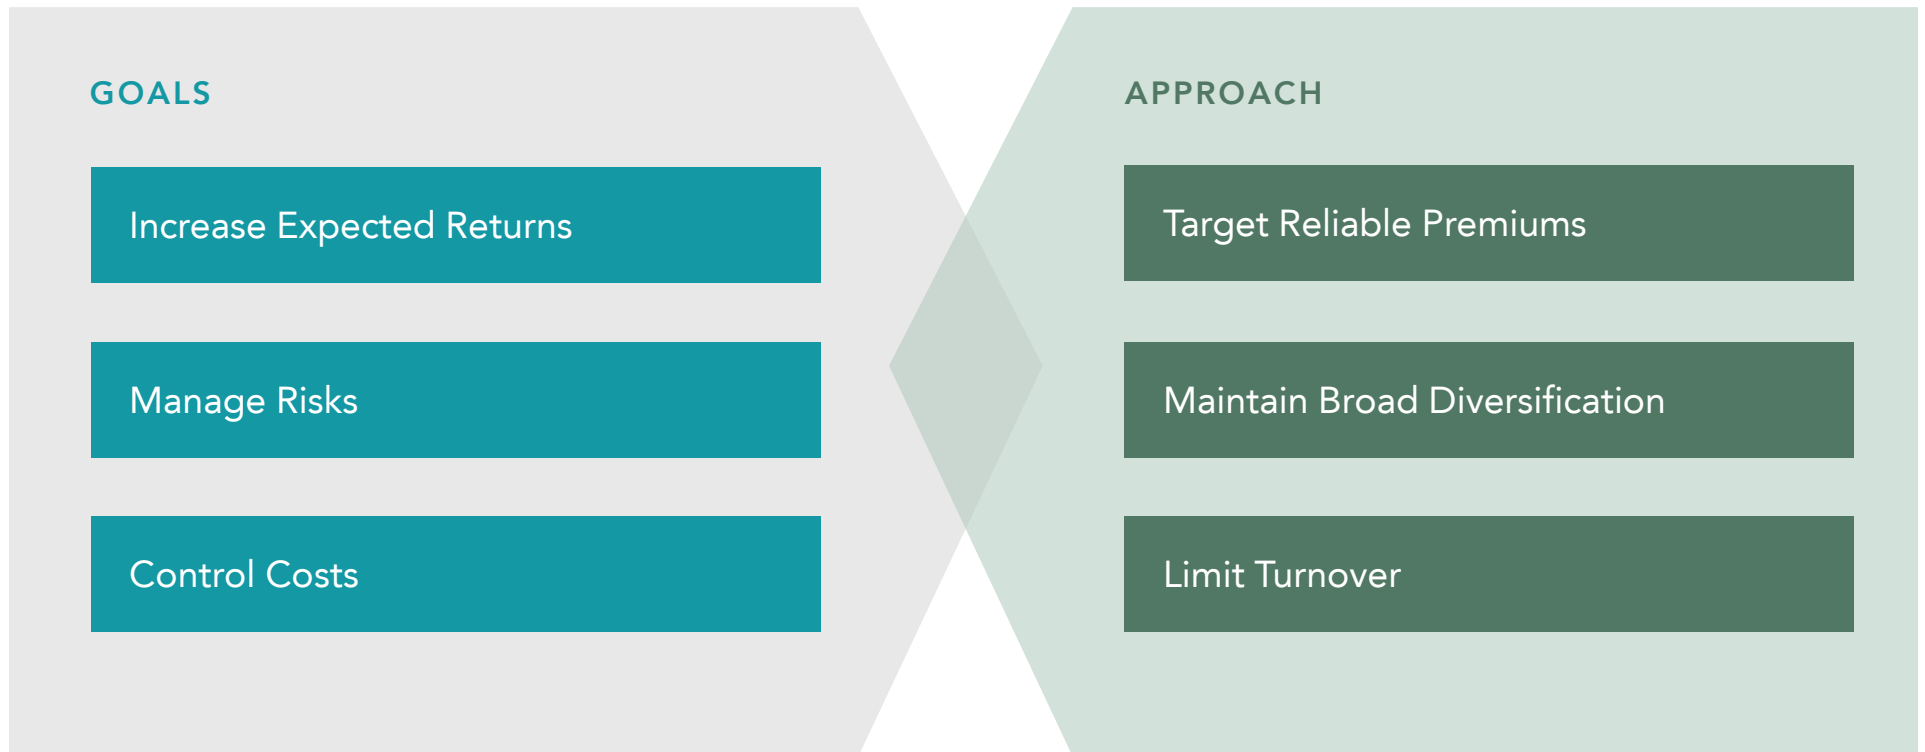 GOALS
Increase Expected Returns
Manage Risks
Control Costs
APPROACH
Target Reliable Premiums
Maintain Broad Diversification
Limit Turnover